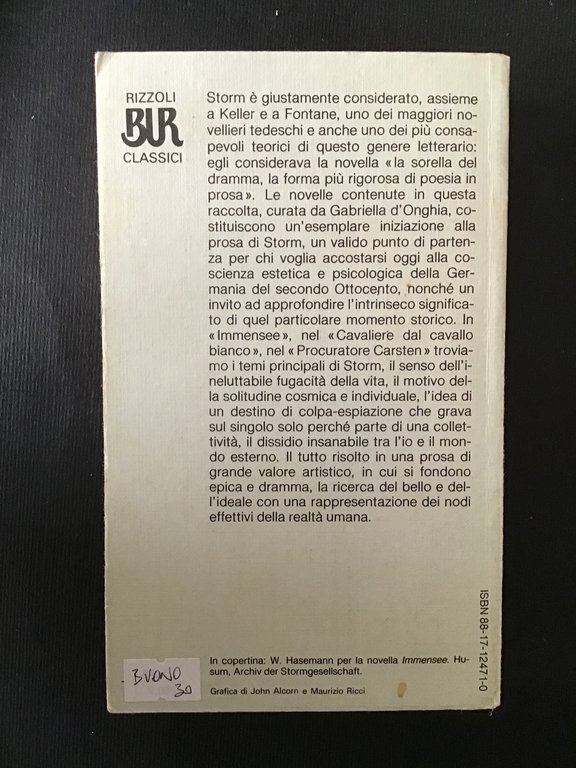 RIZZOLI
BUR
CLASSICI
Storm è giustamente considerato, assieme
a Keller e a Fontane, uno dei maggiori no-
vellieri tedeschi e anche uno dei più consa-
pevoli teorici di questo genere letterario:
egli considerava la novella «la sorella del
dramma, la forma più rigorosa di poesia in
prosa». Le novelle contenute in questa
raccolta, curata da Gabriella d'Onghia, co-
stituiscono un'esemplare iniziazione alla
prosa di Storm, un valido punto di parten-
za per chi voglia accostarsi oggi alla co-
scienza estetica e psicologica della Ger-
mania del secondo Ottocento, nonché un
invito ad approfondire l'intrinseco significa-
to di quel particolare momento storico. In
«Immensee», nel «Cavaliere dal cavallo
bianco», nel «Procuratore Carsten» trovia-
mo i temi principali di Storm, il senso dell'i-
neluttabile fugacità della vita, il motivo del-
la solitudine cosmica e individuale, l'idea di
un destino di colpa-espiazione che grava
sul singolo solo perché parte di una collet-
tività, il dissidio insanabile tra l'io e il mon-
do esterno. Il tutto risolto in una prosa di
grande valore artistico, in cui si fondono
epica e dramma, la ricerca del bello e del-
l'ideale con una rappresentazione dei nodi
effettivi della realtà umana.
ISBN 88-17-12471-0
In copertina: W. Hasemann per la novella Immensee. Hu-
sum, Archiv der Stormgesellschaft.
Grafica di John Alcorn e Maurizio Ricci
BUONO
30